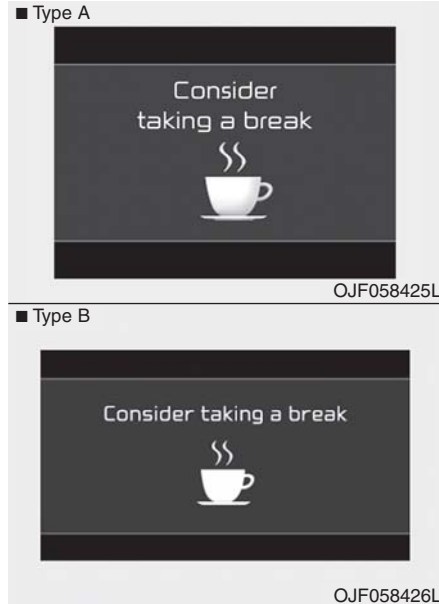 ■ Type A
Consider
taking a break
OJF058425L
■ Type B
Consider taking a break
OJF058426L